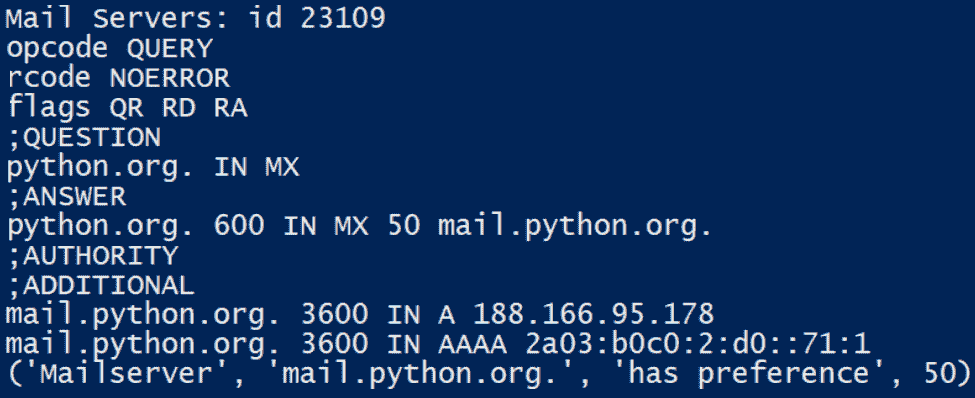 Mail Servers: id 23109
opcode QUERY
rcode NOERROR
flags QR RD RA
;QUESTION
python.org. IN MX
;ANSWER
python.org. 600 IN MX 50 mail.python.org.
;AUTHORITY
;ADDITIONAL
mail.python.org. 3600 IN A 188.166.95.178
mail.python.org. 3600 IN AAAA 2a03:b0c0:2:d0::71:1
('Mailserver', 'mail.python.org.', 'has preference', 50)